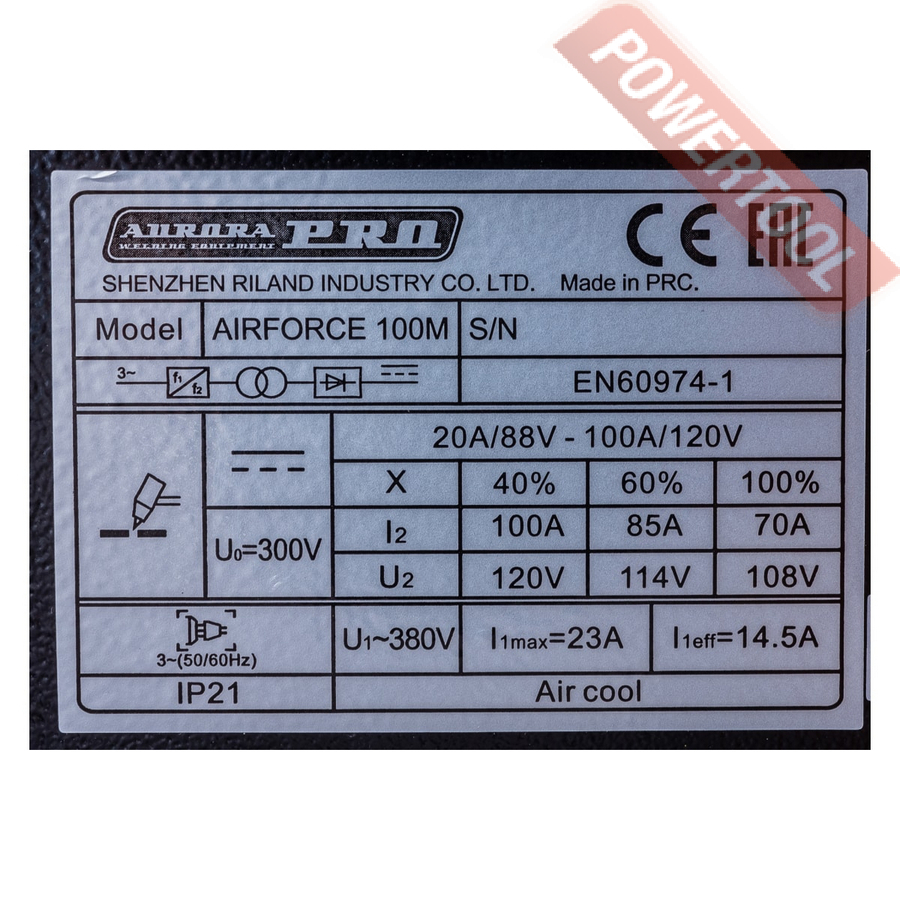 POWERTOOL
AURORA PRO
WELDING EQUIPMENT
CE EAC
SHENZHEN RILAND INDUSTRY CO. LTD. Made in PRC.
Model AIRFORCE 100M S/N
3~ f1 f2 EN60974-1
20A/88V - 100A/120V
X 40% 60% 100%
U0=300V
I2 100A 85A 70A
U2 120V 114V 108V
3~(50/60Hz)
U1~380V I1max=23A I1eff=14.5A
IP21 Air cool